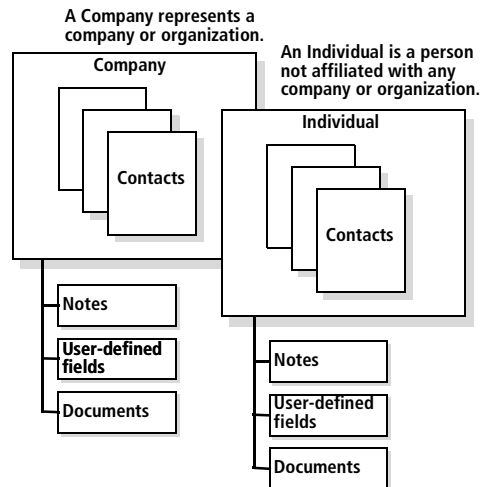 A Company represents a
company or organization.
An Individual is a person
not affiliated with any
company or organization.
Company
Contacts
Individual
Contacts
Notes
User-defined
fields
Documents
Notes
User-defined
fields
Documents